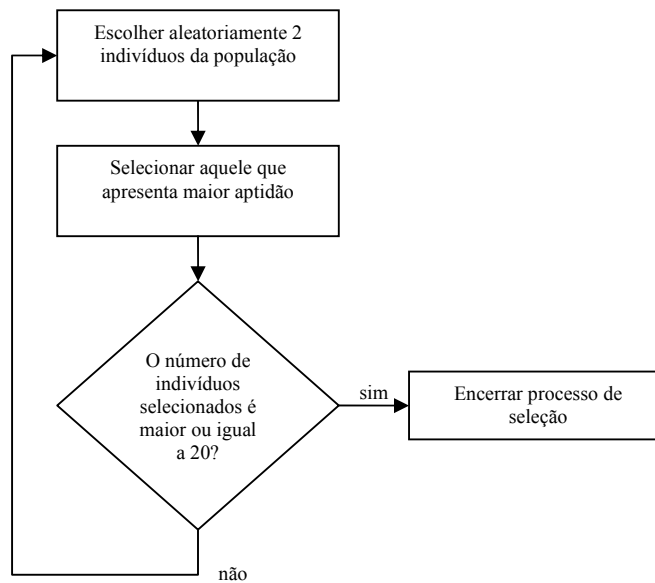 Escolher aleatoriamente 2
indivíduos da população
Selecionar aquele que
apresenta maior aptidão
O número de
indivíduos
selecionados é
maior ou igual
a 20?
sim
Encerrar processo de
seleção
não